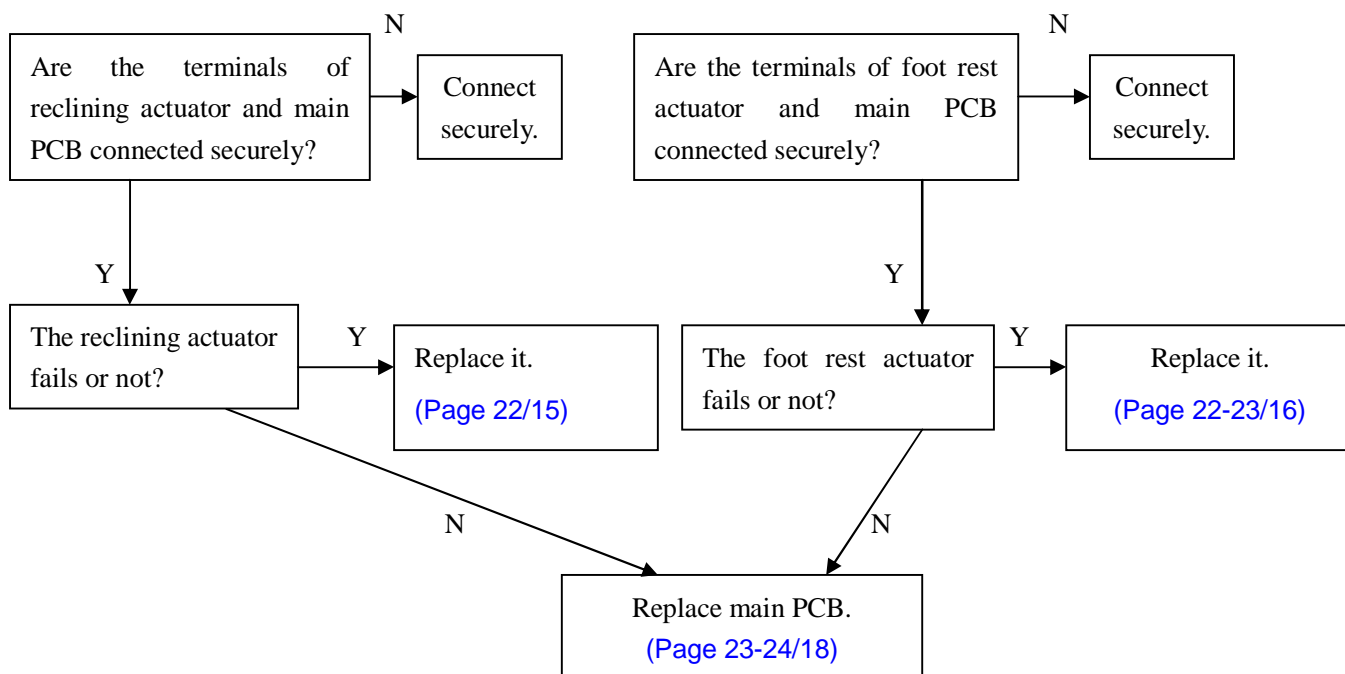 N
N
Are the terminals of
reclining actuator and main
PCB connected securely?
Connect
securely.
Are the terminals of foot rest
actuator and main PCB
connected securely?
Connect
securely.
Y
Y
The reclining actuator
fails or not?
Y
Replace it.
(Page 22/15)
The foot rest actuator
fails or not?
Y
Replace it.
(Page 22-23/16)
N
N
Replace main PCB.
(Page 23-24/18)